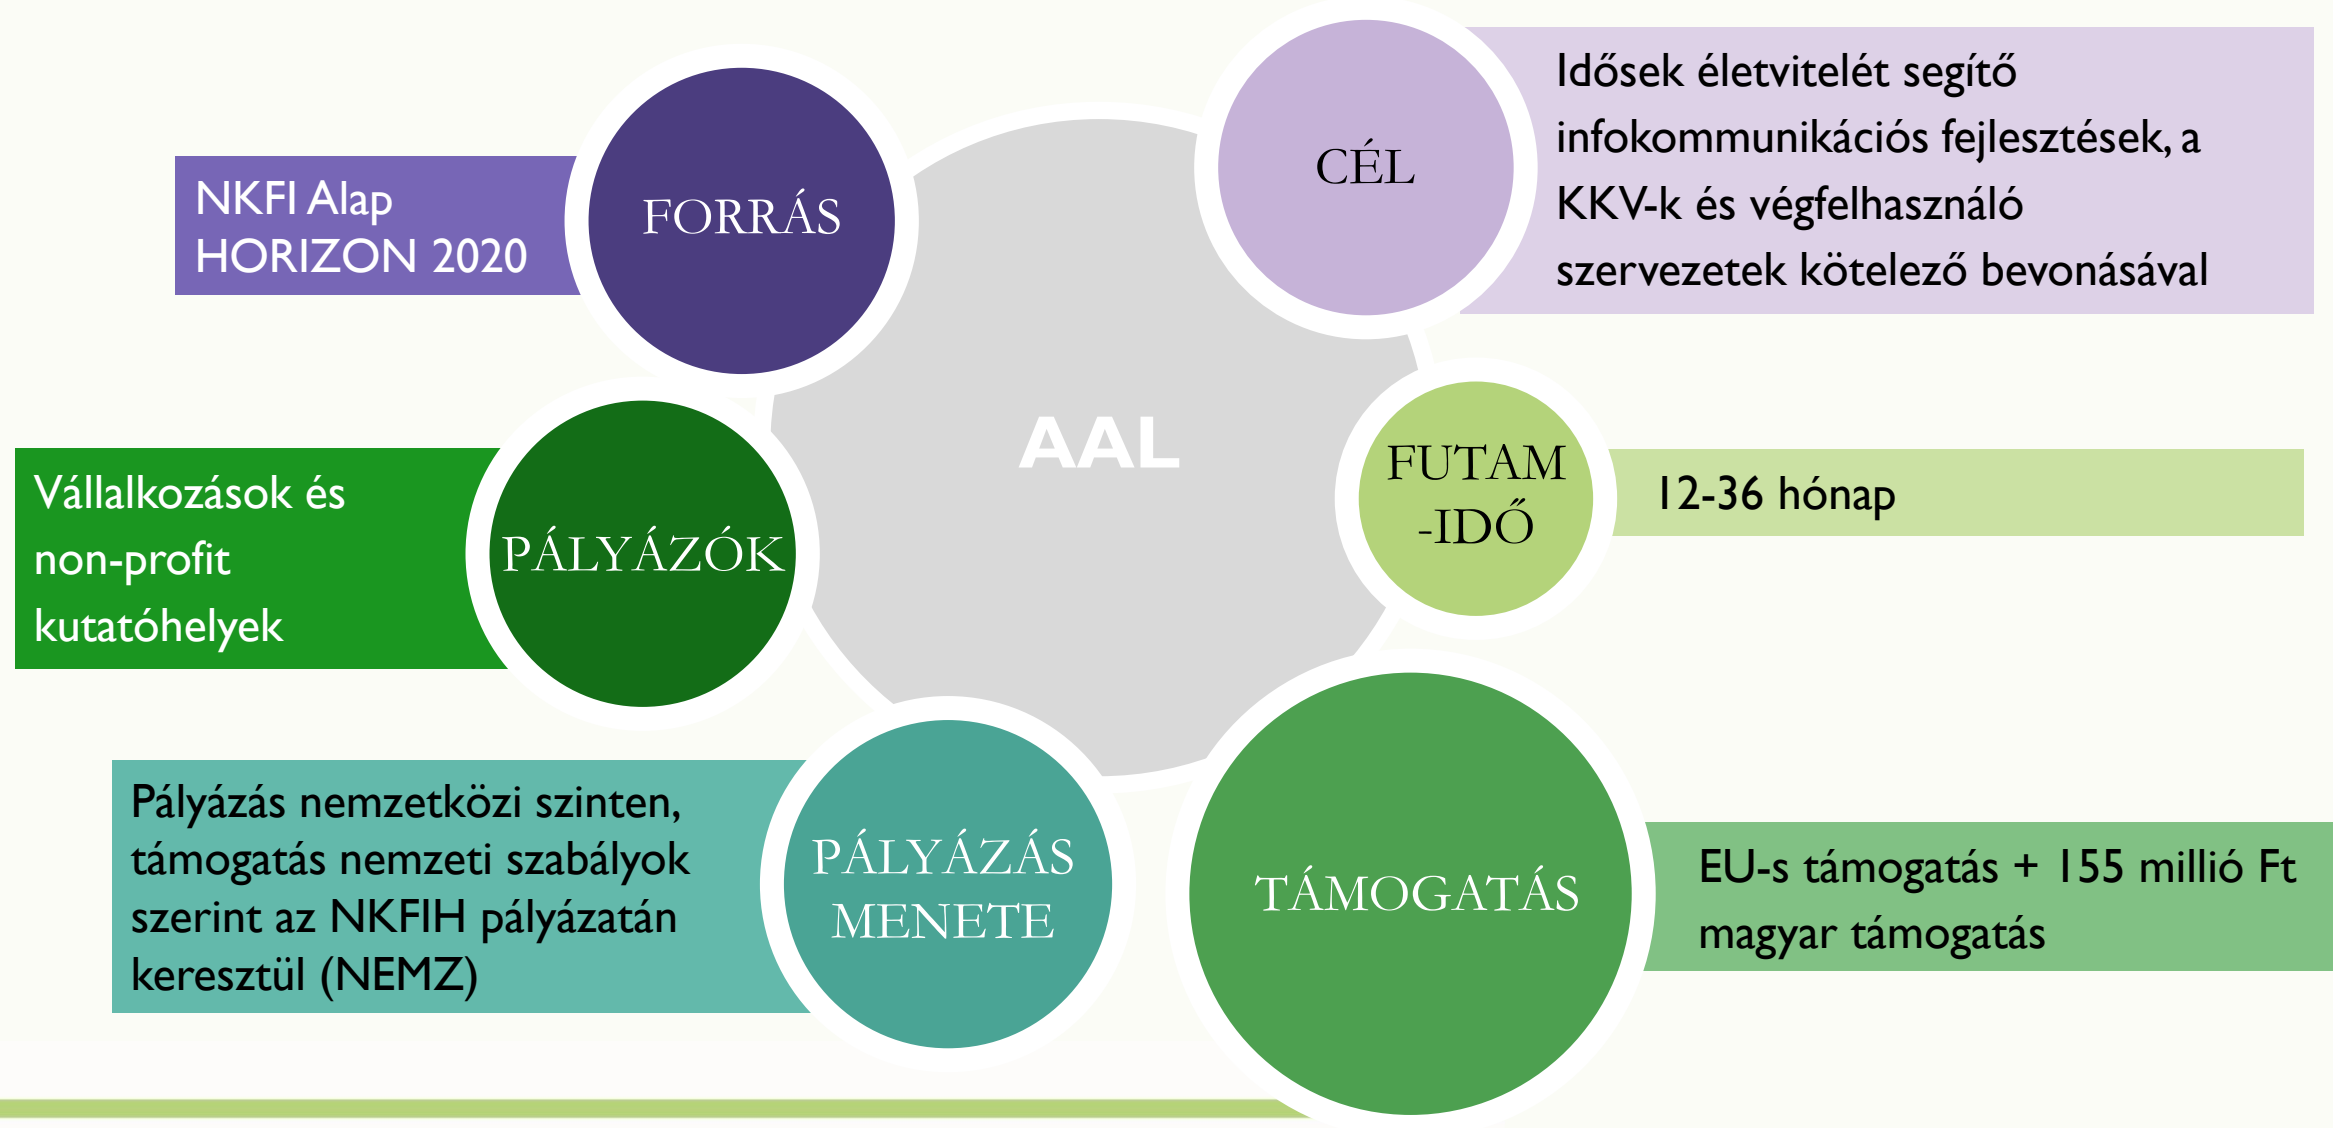 AAL
FORRÁS
NKFI Alap
HORIZON 2020
CÉL
Idősek életvitelét segítő
infokommunikációs fejlesztések, a
KKV-k és végfelhasználó
szervezetek kötelező bevonásával
PÁLYÁZÓK
Vállalkozások és
non-profit
kutatóhelyek
FUTAM
-IDŐ
12-36 hónap
PÁLYÁZÁS
MENETE
Pályázás nemzetközi szinten,
támogatás nemzeti szabályok
szerint az NKFIH pályázatán
keresztül (NEMZ)
TÁMOGATÁS
EU-s támogatás + 155 millió Ft
magyar támogatás